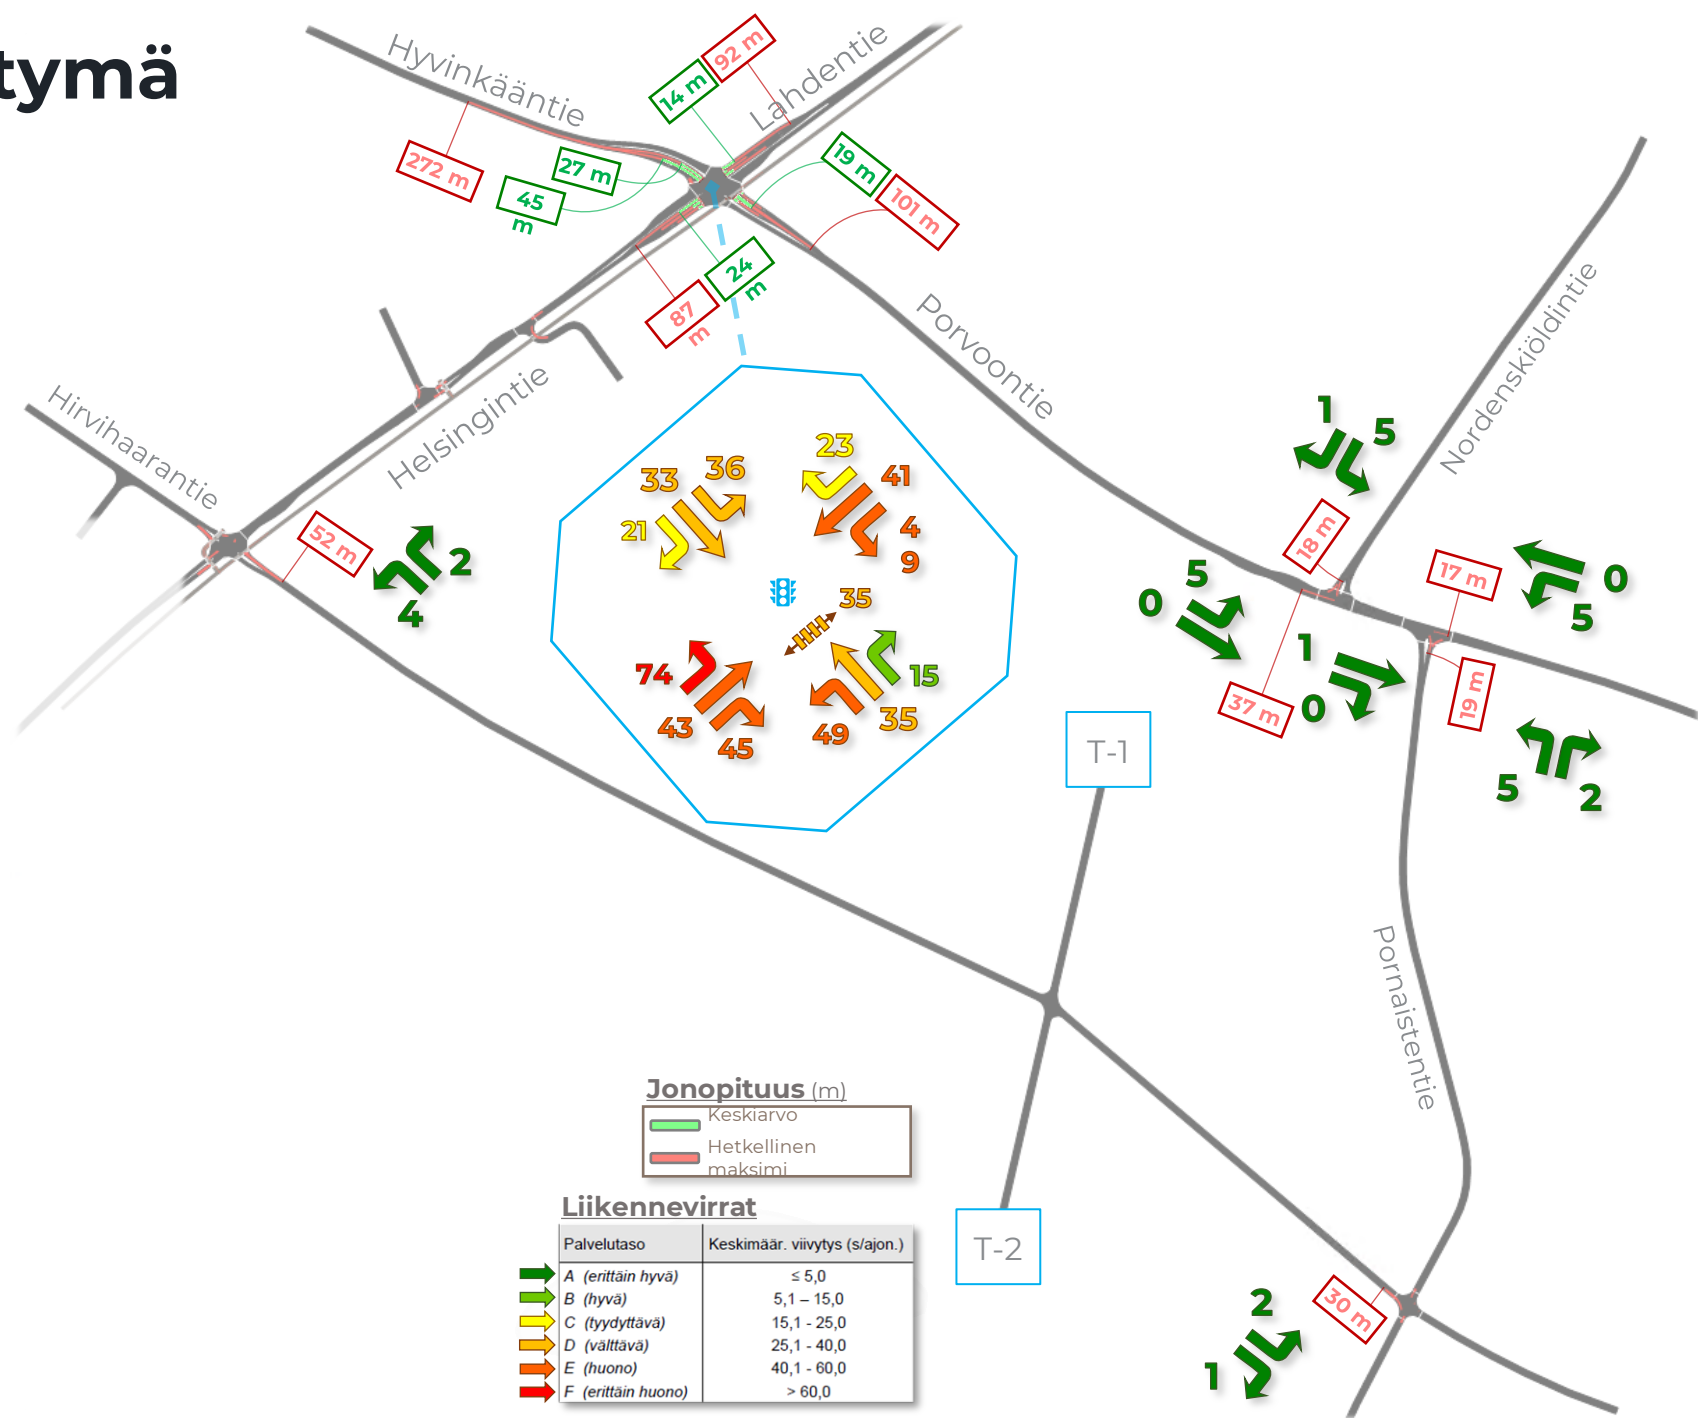 tymä
Hyvinkääntie
Lahdentie
92 m
14 m
272 m
27 m
45
m
19 m
101 m
24
m
87
m
Porvoontie
Nordenskiöldintie
Hirvihaarantie
Helsingintie
52 m
2
4
33
36
21
23
41
4
9
35
74
43
45
15
35
49
1
5
18 m
17 m
0
5
5
0
1
0
37 m
19 m
5
2
T-1
Pornaistentie
T-2
Jonopituus (m)
Keskiarvo
Hetkellinen
maksimi
Liikennevirrat
Palvelutaso Keskimäär. viivytys (s/ajon.)
A (erittäin hyvä) ≤ 5,0
B (hyvä) 5,1 – 15,0
C (tyydyttävä) 15,1 - 25,0
D (välttävä) 25,1 - 40,0
E (huono) 40,1 - 60,0
F (erittäin huono) > 60,0
30 m
2
1